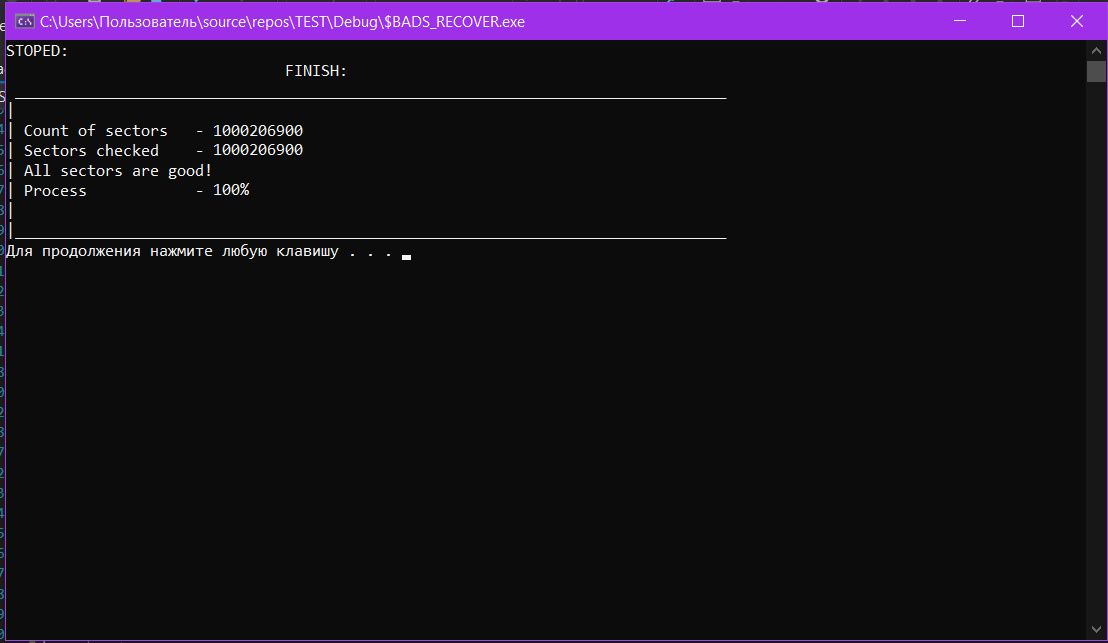 C:\Users\Пользователь\source\repos\TEST\Debug\$BADS_RECOVER.exe
STOPED:
FINISH:
Count of sectors - 1000206900
Sectors checked - 1000206900
All sectors are good!
Process - 100%
Для продолжения нажмите любую клавишу . . .